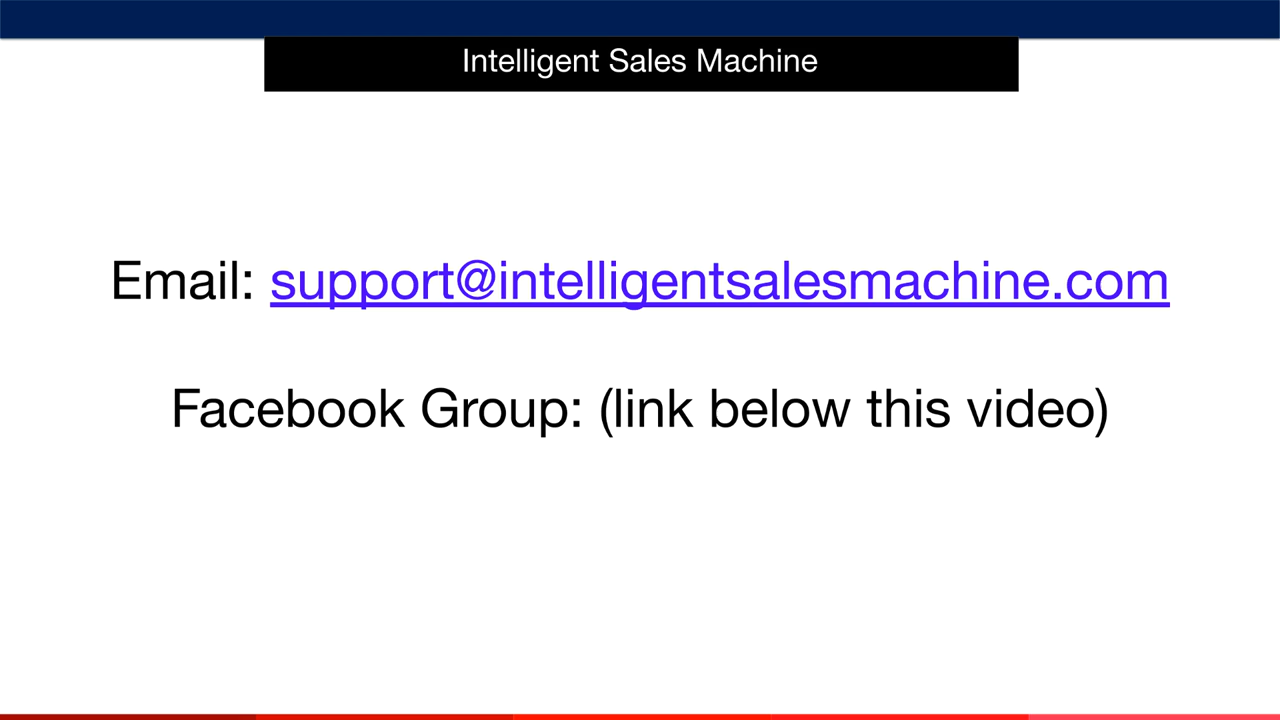 Intelligent Sales Machine
Email: support@intelligentsalesmachine.com
Facebook Group: (link below this video)